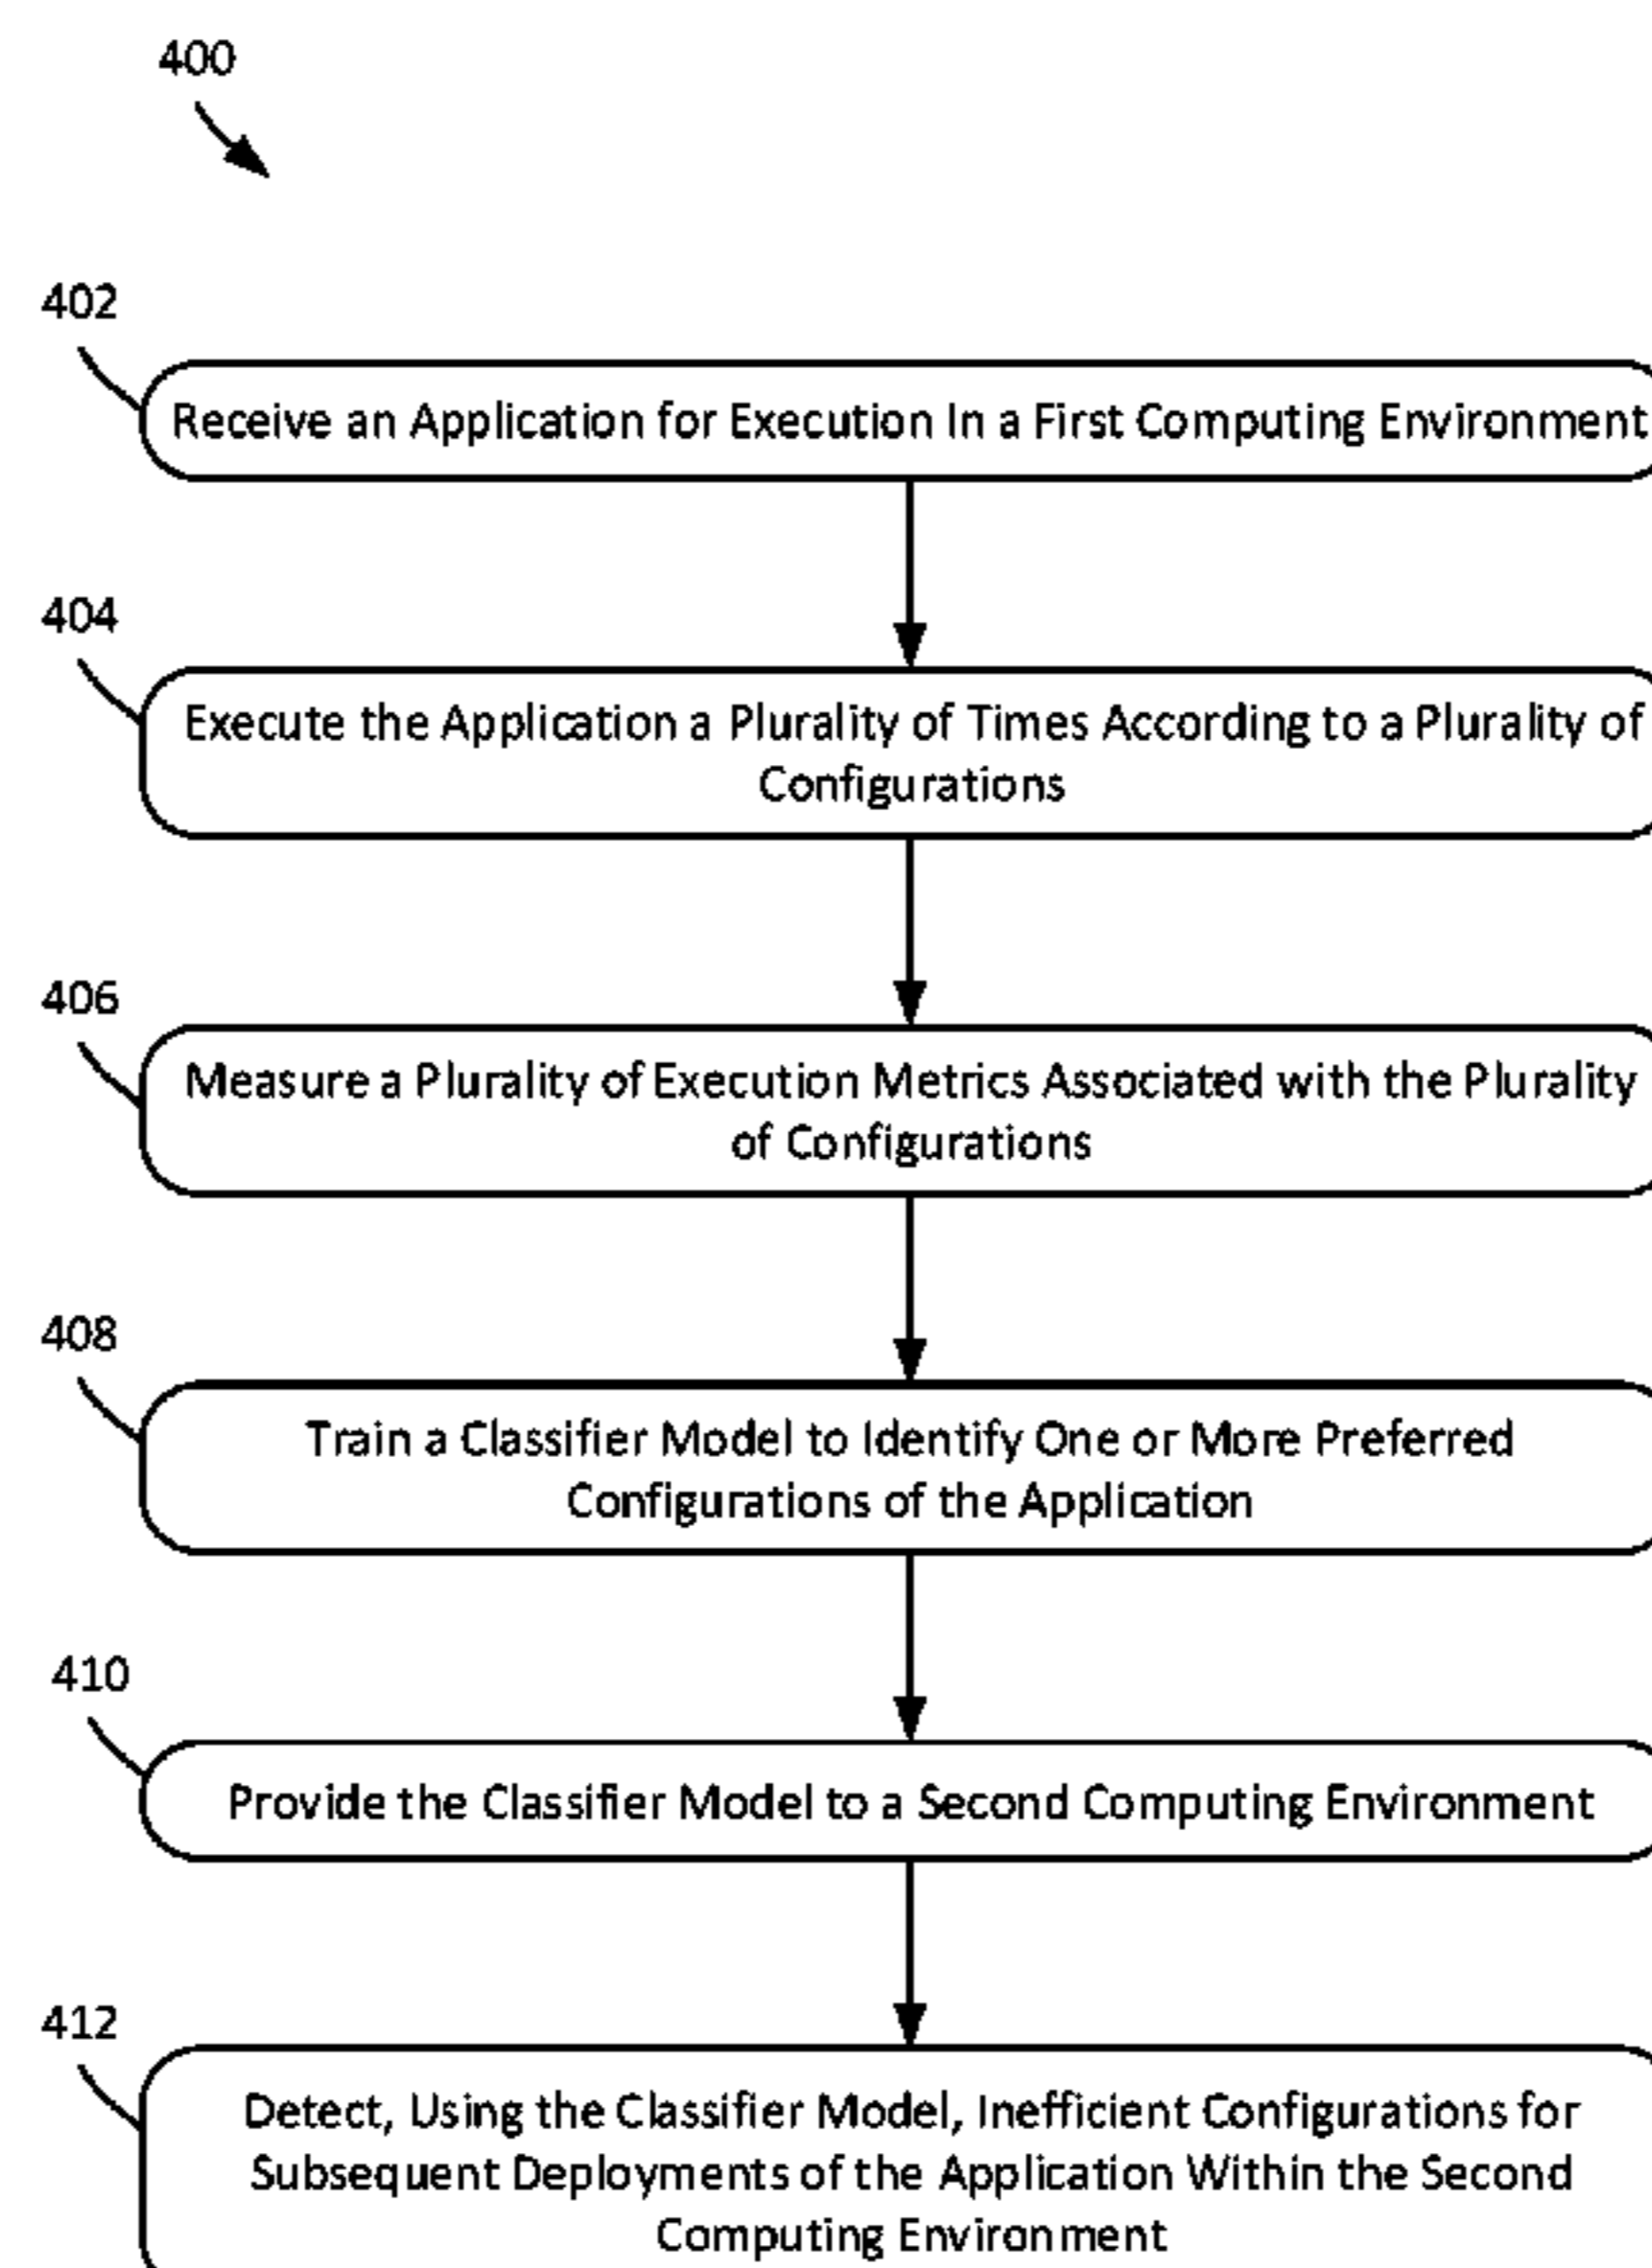 400
402
Receive an Application for Execution In a First Computing Environment
404
Execute the Application a Plurality of Times According to a Plurality of
Configurations
406
Measure a Plurality of Execution Metrics Associated with the Plurality
of Configurations
408
Train a Classifier Model to Identify One or More Preferred
Configurations of the Application
410
Provide the Classifier Model to a Second Computing Environment
412
Detect, Using the Classifier Model, Inefficient Configurations for
Subsequent Deployments of the Application Within the Second
Computing Environment